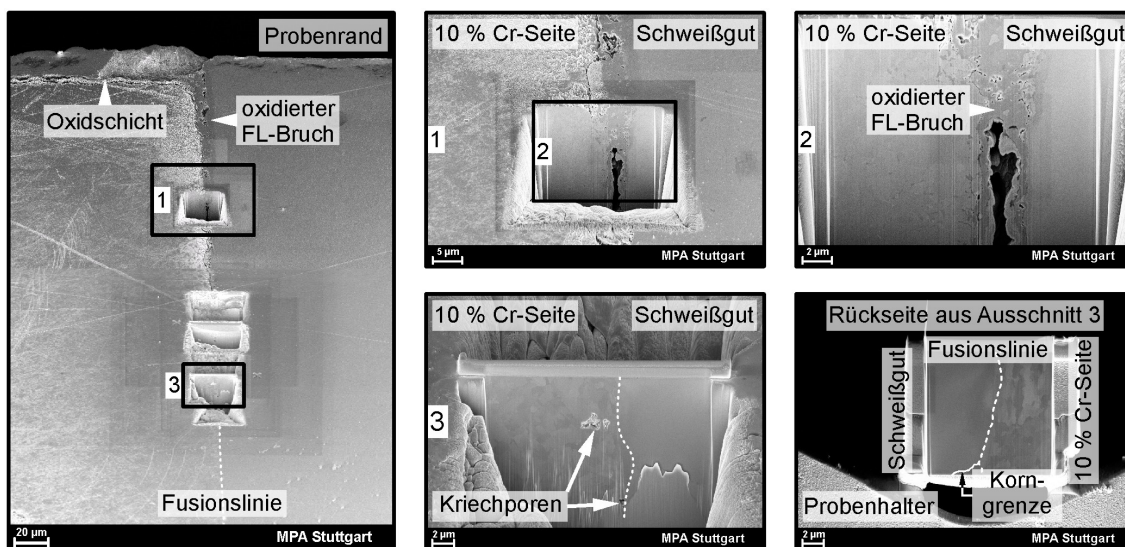 Probenrand
Oxidschicht
oxidierter
FL-Bruch
1
3
Fusionslinie
20 µm
MPA Stuttgart
10 % Cr-Seite
Schweißgut
1
2
5 µm
MPA Stuttgart
10 % Cr-Seite
Schweißgut
oxidierter
FL-Bruch
2
2 µm
MPA Stuttgart
10 % Cr-Seite
Schweißgut
3
Kriechporen
2 µm
MPA Stuttgart
Rückseite aus Ausschnitt 3
Fusionslinie
Schweißgut
10 % Cr-Seite
Korn-
grenze
Probenhalter
2 µm
MPA Stuttgart